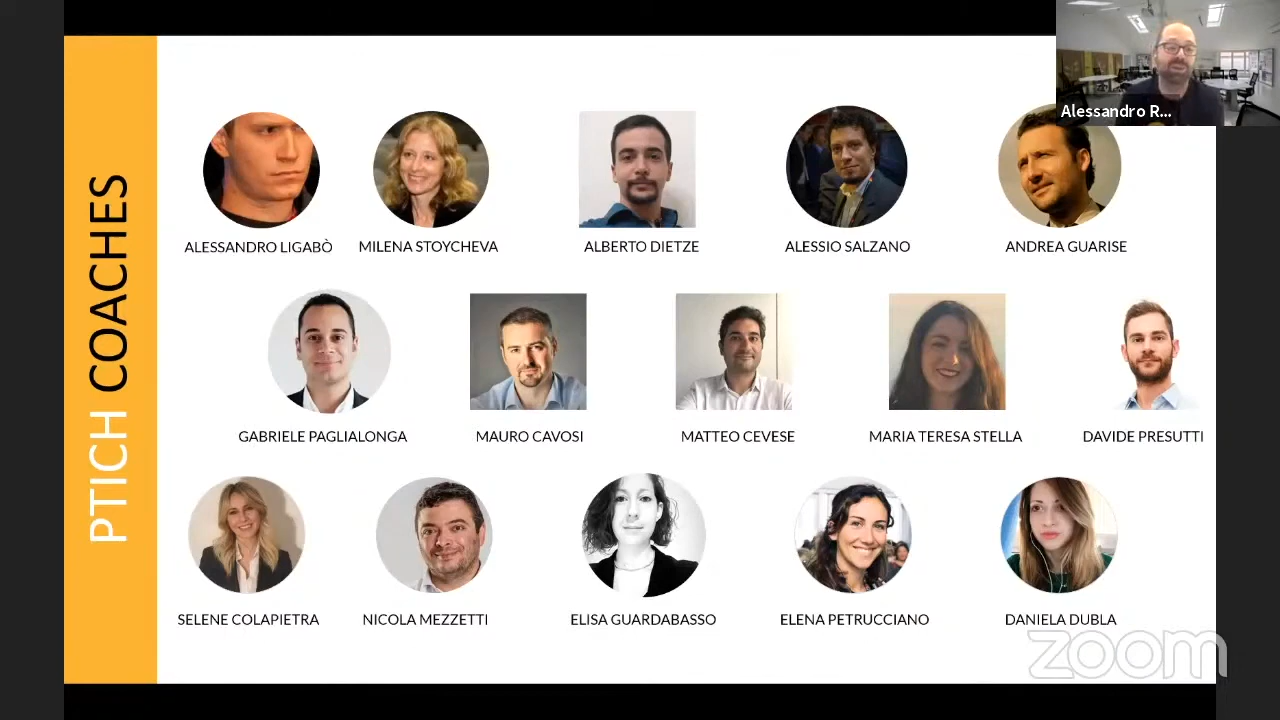 Alessandro R...
PTICH COACHES
ALESSANDRO LIGABÒ
MILENA STOYCHEVA
ALBERTO DIETZE
ALESSIO SALZANO
ANDREA GUARISE
GABRIELE PAGLIALONGA
MAURO CAVOSI
MATTEO CEVESE
MARIA TERESA STELLA
DAVIDE PRESUTTI
SELENE COLAPIETRA
NICOLA MEZZETTI
ELISA GUARDABASSO
ELENA PETRUCCIANO
DANIELA DUBLA
zoom